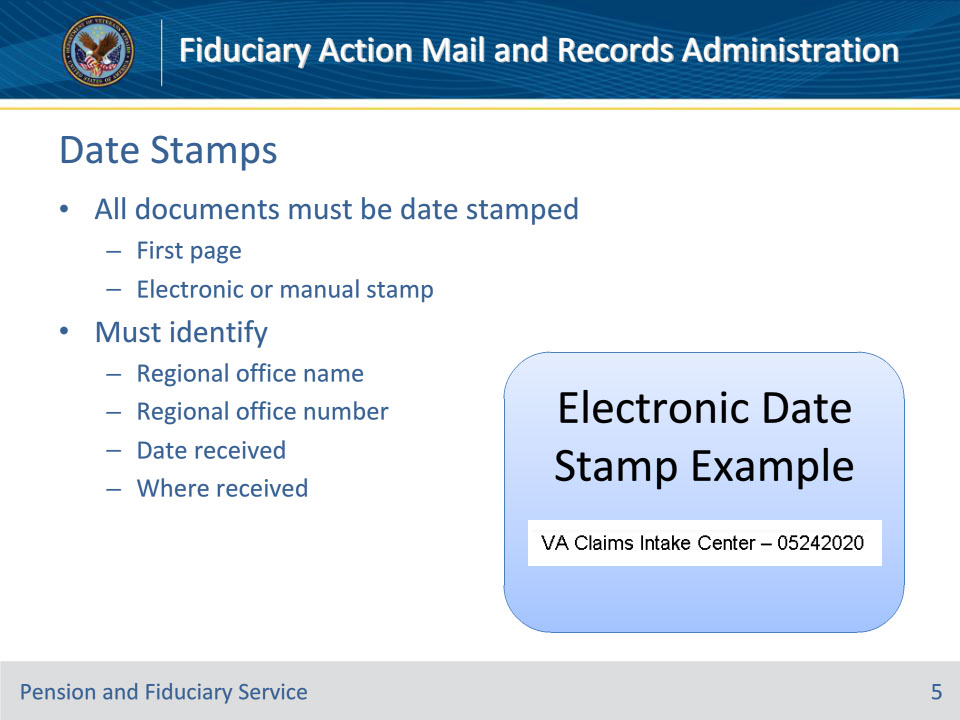 Fiduciary Action Mail and Records Administration
Date Stamps
• All documents must be date stamped
– First page
– Electronic or manual stamp
• Must identify
– Regional office name
– Regional office number
– Date received
– Where received
Electronic Date
Stamp Example
VA Claims Intake Center – 05242020
Pension and Fiduciary Service
5